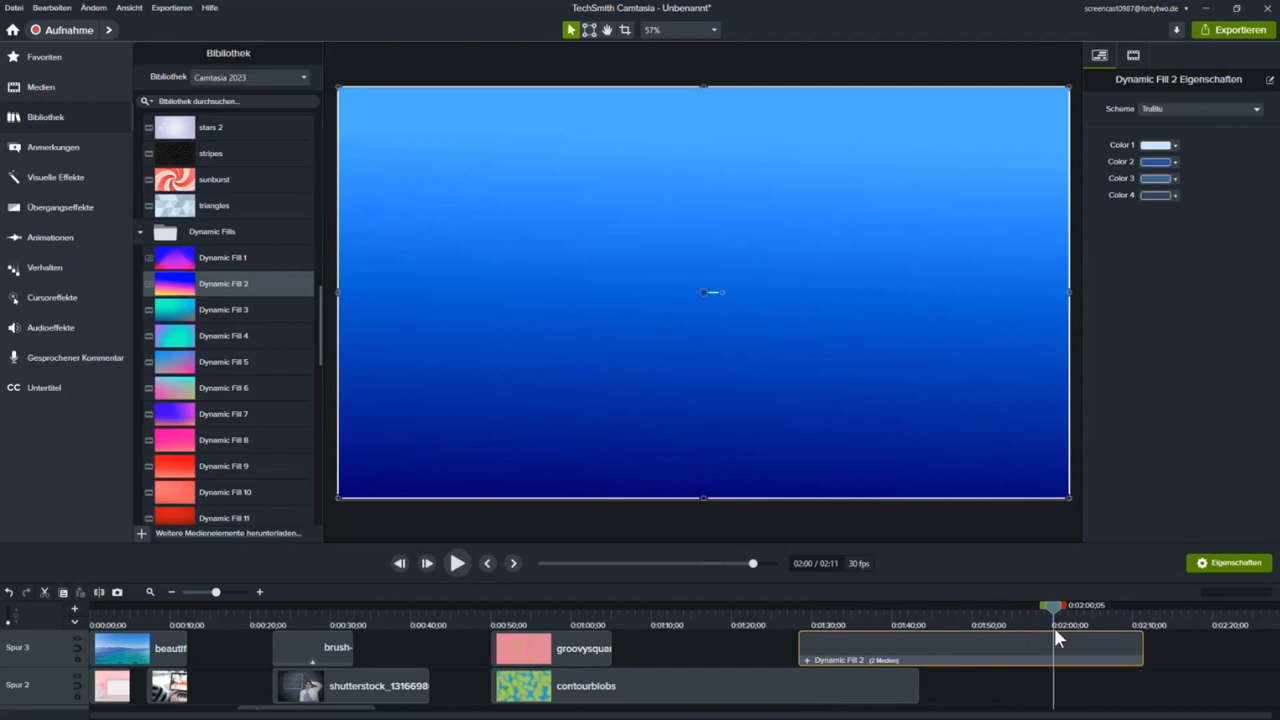 Datei Bearbeiten Ändern Ansicht Exportieren Hilfe
TechSmith Camtasia - Unbenannt*
screencast0987@fortytwo.de
Aufnahme
57%
Exportieren
Favoriten
Medien
Bibliothek
Anmerkungen
Visuelle Effekte
Übergangseffekte
Animationen
Verhalten
Cursoreffekte
Audioeffekte
Gesprochener Kommentar
CC Untertitel
Bibliothek
Bibliothek Camtasia 2023
Bibliothek durchsuchen...
stars 2
stripes
sunburst
triangles
Dynamic Fills
Dynamic Fill 1
Dynamic Fill 2
Dynamic Fill 3
Dynamic Fill 4
Dynamic Fill 5
Dynamic Fill 6
Dynamic Fill 7
Dynamic Fill 8
Dynamic Fill 9
Dynamic Fill 10
Dynamic Fill 11
Weitere Medienelemente herunterladen...
Dynamic Fill 2 Eigenschaften
Schema TruBlu
Color 1
Color 2
Color 3
Color 4
02:00 / 02:11 30 fps
Eigenschaften
0:02:00;05
0:00:00;00 0:00:10;00 0:00:20;00 0:00:30;00 0:00:40;00 0:00:50;00 0:01:00;00 0:01:10;00 0:01:20;00 0:01:30;00 0:01:40;00 0:01:50;00 0:02:00;00 0:02:10;00 0:02:20;00
Spur 3 beautif brush- groovysquar
Dynamic Fill 2 (2 Medien)
Spur 2 shutterstock_1316698 contourblobs